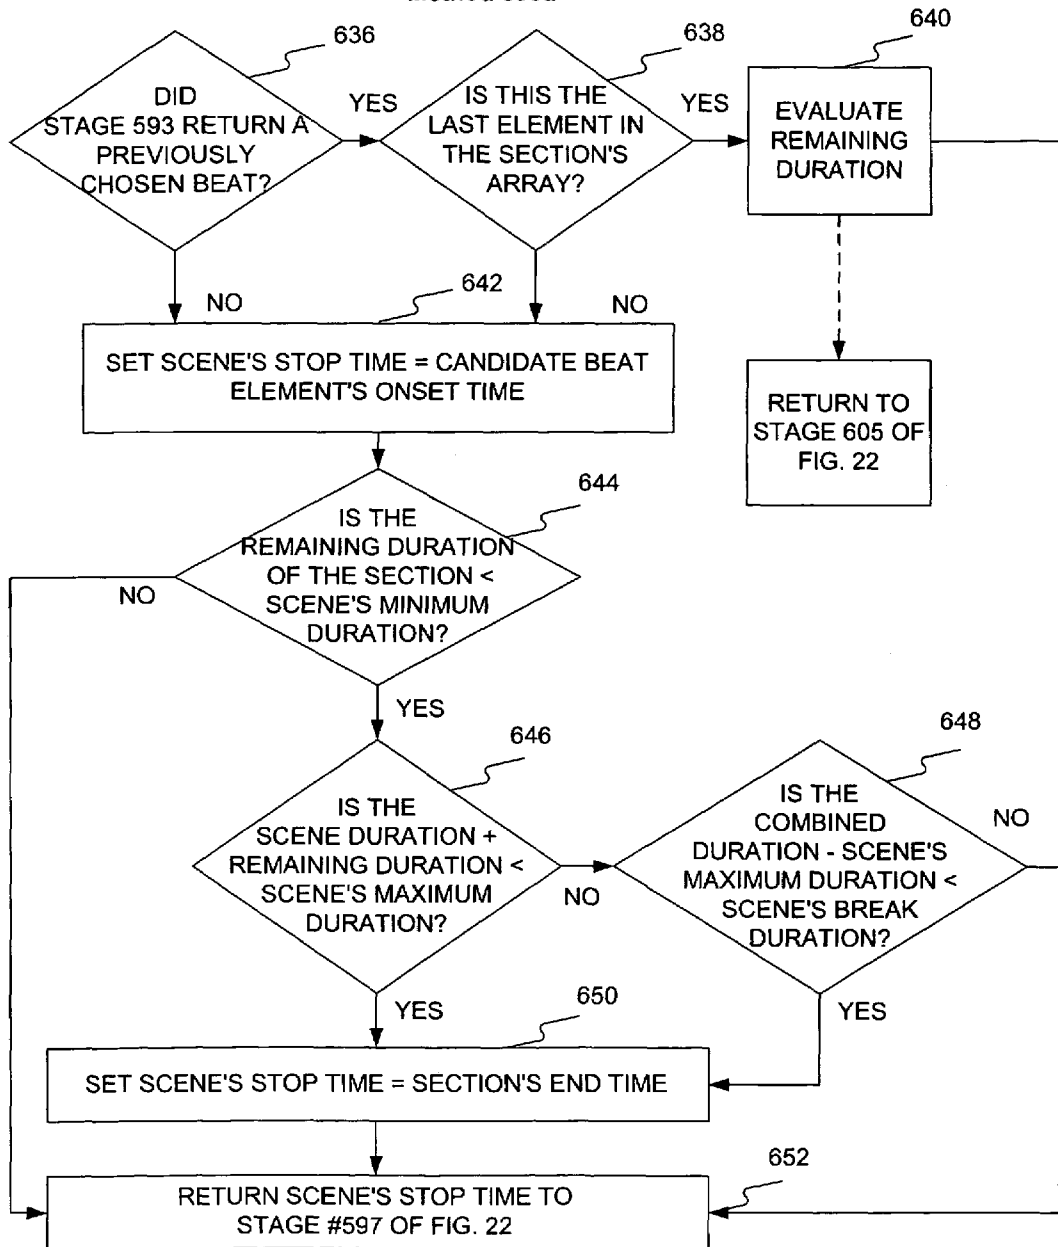 636
638
640
DID
STAGE 593 RETURN A
PREVIOUSLY
CHOSEN BEAT?
YES
IS THIS THE
LAST ELEMENT IN
THE SECTION'S
ARRAY?
YES
EVALUATE
REMAINING
DURATION
NO
642
NO
SET SCENE'S STOP TIME = CANDIDATE BEAT
ELEMENT'S ONSET TIME
RETURN TO
STAGE 605 OF
FIG. 22
644
IS THE
REMAINING DURATION
OF THE SECTION <
SCENE'S MINIMUM
DURATION?
NO
YES
646
648
IS THE
SCENE DURATION +
REMAINING DURATION <
SCENE'S MAXIMUM
DURATION?
NO
IS THE
COMBINED
DURATION - SCENE'S
MAXIMUM DURATION <
SCENE'S BREAK
DURATION?
NO
YES
650
YES
SET SCENE'S STOP TIME = SECTION'S END TIME
652
RETURN SCENE'S STOP TIME TO
STAGE #597 OF FIG. 22